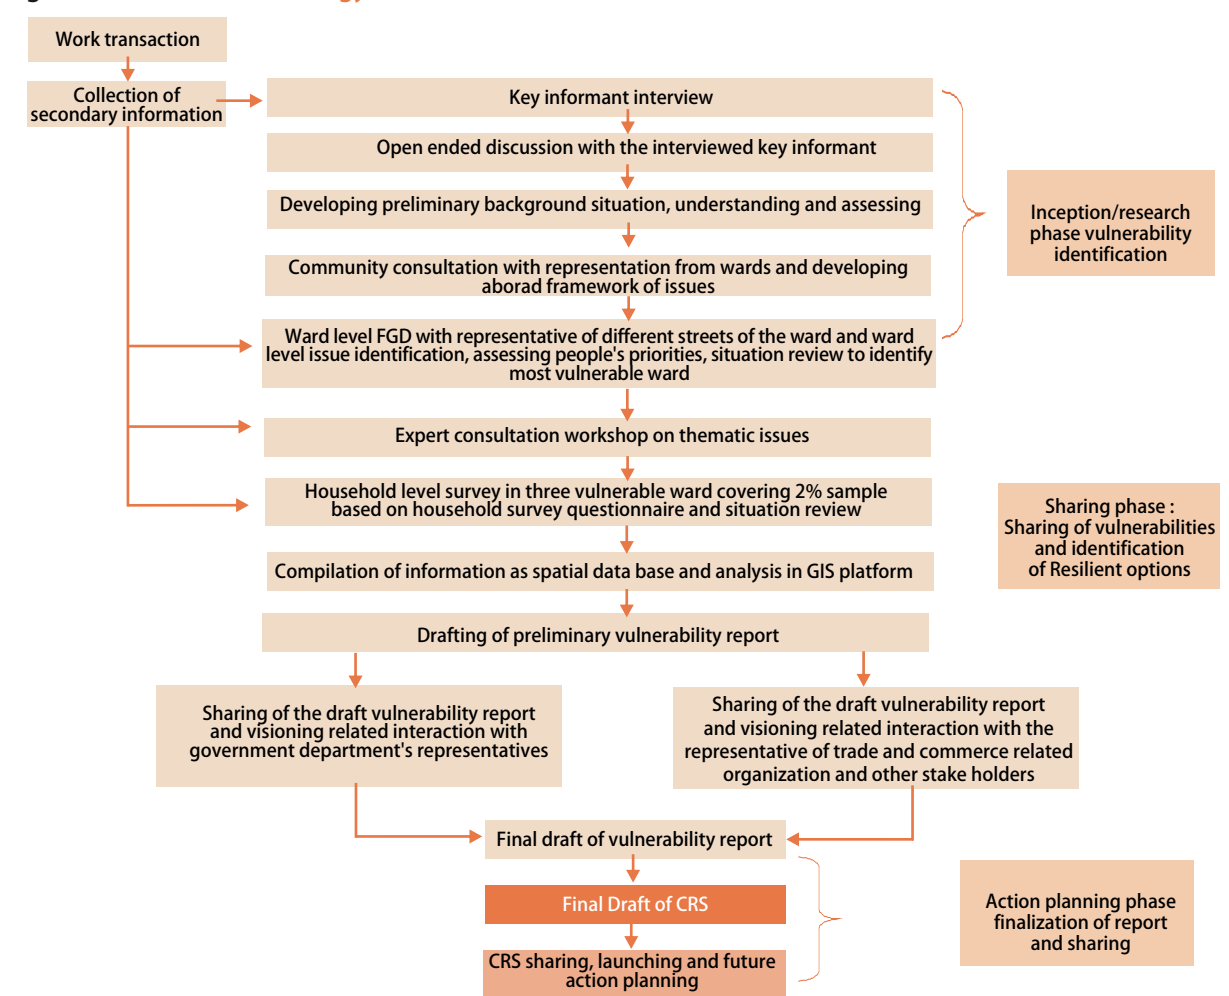 Work transaction
Collection of
secondary information
Key informant interview
Open ended discussion with the interviewed key informant
Developing preliminary background situation, understanding and assessing
Community consultation with representation from wards and developing
aborad framework of issues
Inception/research
phase vulnerability
identification
Ward level FGD with representative of different streets of the ward and ward
level issue identification, assessing people's priorities, situation review to identify
most vulnerable ward
Expert consultation workshop on thematic issues
Household level survey in three vulnerable ward covering 2% sample
based on household survey questionnaire and situation review
Sharing phase :
Sharing of vulnerabilities
and identification
of Resilient options
Compilation of information as spatial data base and analysis in GIS platform
Drafting of preliminary vulnerability report
Sharing of the draft vulnerability report
and visioning related interaction with
government department's representatives
Sharing of the draft vulnerability report
and visioning related interaction with the
representative of trade and commerce related
organization and other stake holders
Final draft of vulnerability report
Final Draft of CRS
CRS sharing, launching and future
action planning
Action planning phase
finalization of report
and sharing